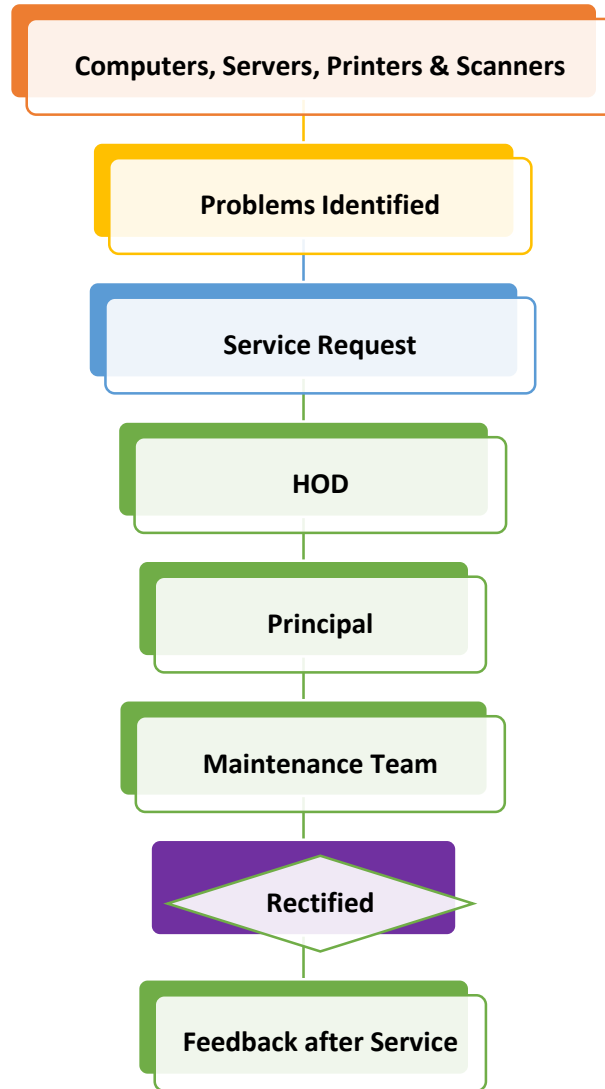 Computers, Servers, Printers & Scanners
Problems Identified
Service Request
HOD
Principal
Maintenance Team
Rectified
Feedback after Service